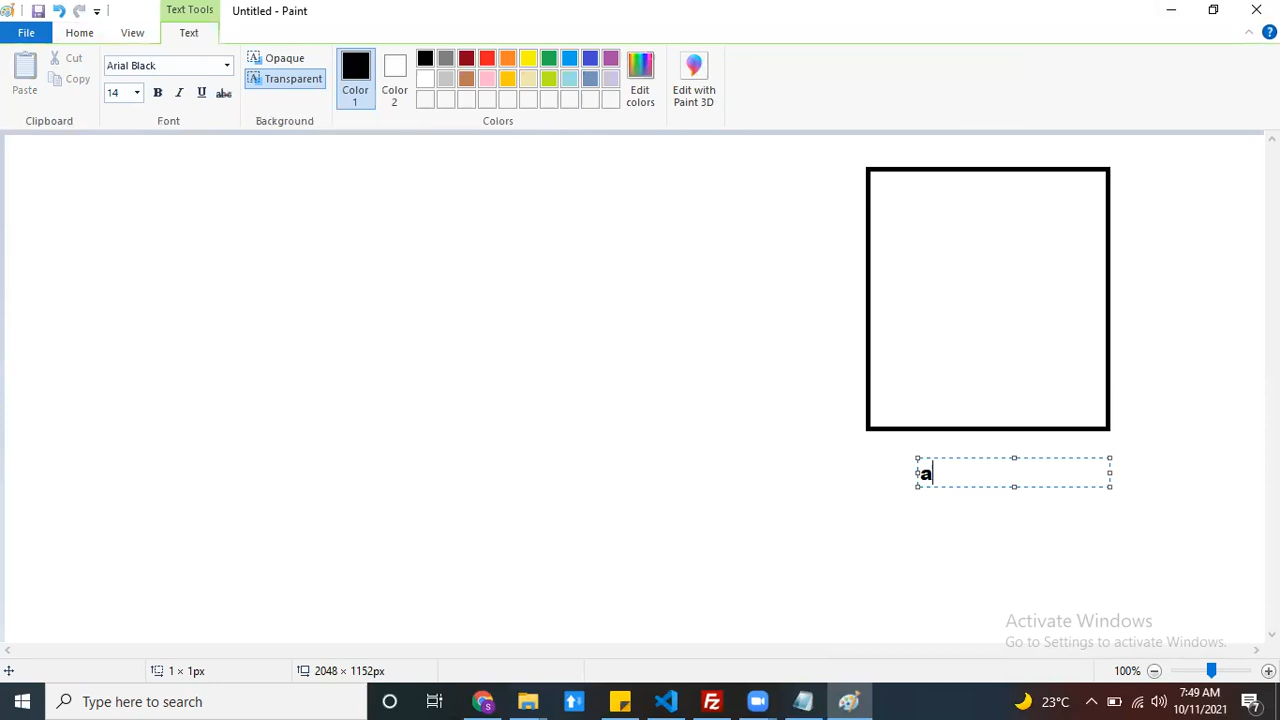 Text Tools
Untitled - Paint
File
Home
View
Text
Paste
Cut
Copy
Clipboard
Arial Black
14
B I U abc
Font
Opaque
Transparent
Background
Color 1
Color 2
Edit colors
Colors
Edit with Paint 3D
a
Activate Windows
Go to Settings to activate Windows.
1 × 1px
2048 × 1152px
100%
Type here to search
23°C
7:49 AM
10/11/2021
7